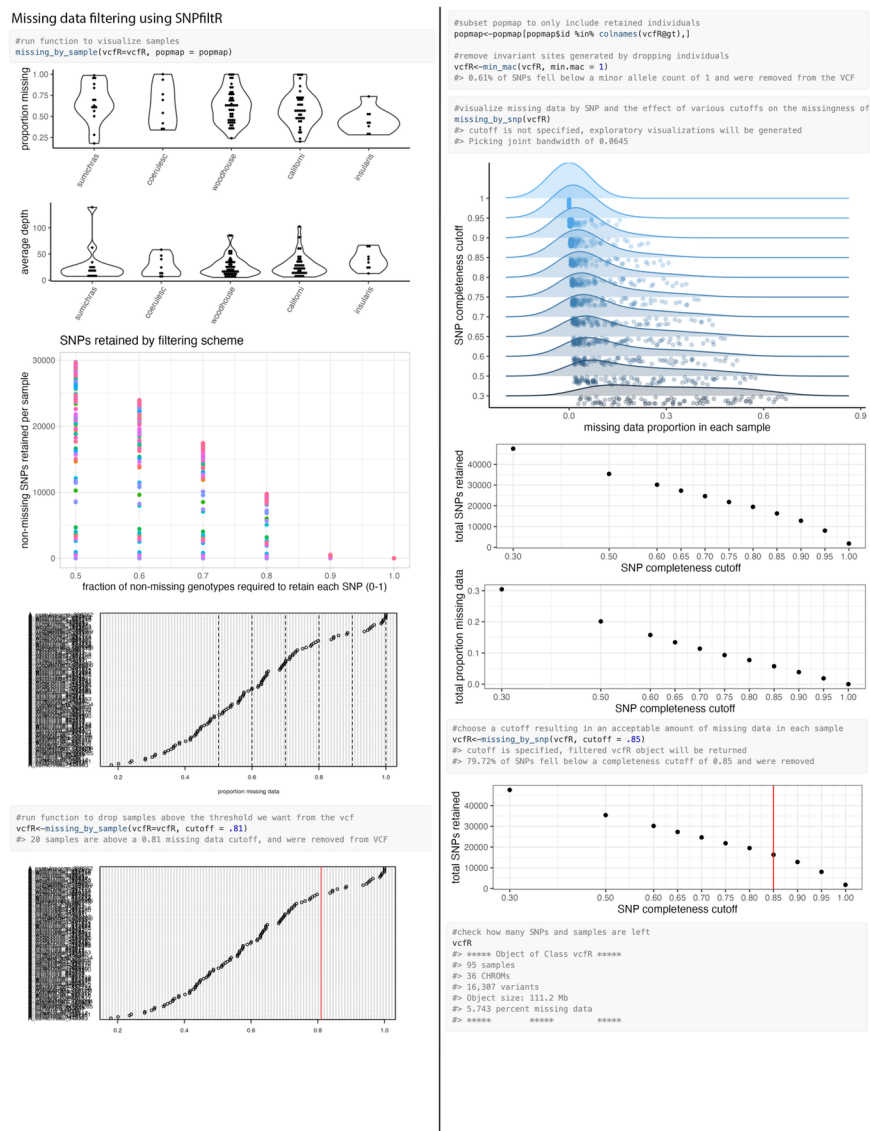 Missing data filtering using SNPfiltR
#run function to visualize samples
missing_by_sample(vcfR=vcfR, popmap = popmap)
proportion missing
1.00
0.75
0.50
0.25
sumichras
coerulesc
woodhouse
californi
insularis
average depth
100
50
0
sumichras
coerulesc
woodhouse
californi
insularis
SNPs retained by filtering scheme
non-missing SNPs retained per sample
30000
20000
10000
0
0.5 0.6 0.7 0.8 0.9 1.0
fraction of non-missing genotypes required to retain each SNP (0-1)
0.2 0.4 0.6 0.8 1.0
proportion missing data
#run function to drop samples above the threshold we want from the vcf
vcfR<-missing_by_sample(vcfR=vcfR, cutoff = .81)
#> 20 samples are above a 0.81 missing data cutoff, and were removed from VCF
0.2 0.4 0.6 0.8 1.0
#subset popmap to only include retained individuals
popmap<-popmap[popmap$id %in% colnames(vcfR@gt),]
#remove invariant sites generated by dropping individuals
vcfR<-min_mac(vcfR, min.mac = 1)
#> 0.61% of SNPs fell below a minor allele count of 1 and were removed from the VCF
#visualize missing data by SNP and the effect of various cutoffs on the missingness of
missing_by_snp(vcfR)
#> cutoff is not specified, exploratory visualizations will be generated
#> Picking joint bandwidth of 0.0645
SNP completeness cutoff
1
0.95
0.9
0.85
0.8
0.75
0.7
0.65
0.6
0.5
0.3
0.0 0.3 0.6 0.9
missing data proportion in each sample
total SNPs retained
40000
30000
20000
10000
0
0.30 0.50 0.60 0.65 0.70 0.75 0.80 0.85 0.90 0.95 1.00
SNP completeness cutoff
total proportion missing data
0.3
0.2
0.1
0.0
0.30 0.50 0.60 0.65 0.70 0.75 0.80 0.85 0.90 0.95 1.00
SNP completeness cutoff
#choose a cutoff resulting in an acceptable amount of missing data in each sample
vcfR<-missing_by_snp(vcfR, cutoff = .85)
#> cutoff is specified, filtered vcfR object will be returned
#> 79.72% of SNPs fell below a completeness cutoff of 0.85 and were removed
total SNPs retained
40000
30000
20000
10000
0
0.30 0.50 0.60 0.65 0.70 0.75 0.80 0.85 0.90 0.95 1.00
SNP completeness cutoff
#check how many SNPs and samples are left
vcfR
#> ***** Object of Class vcfR *****
#> 95 samples
#> 36 CHROMs
#> 16,307 variants
#> Object size: 111.2 Mb
#> 5.743 percent missing data
#> ***** ***** *****